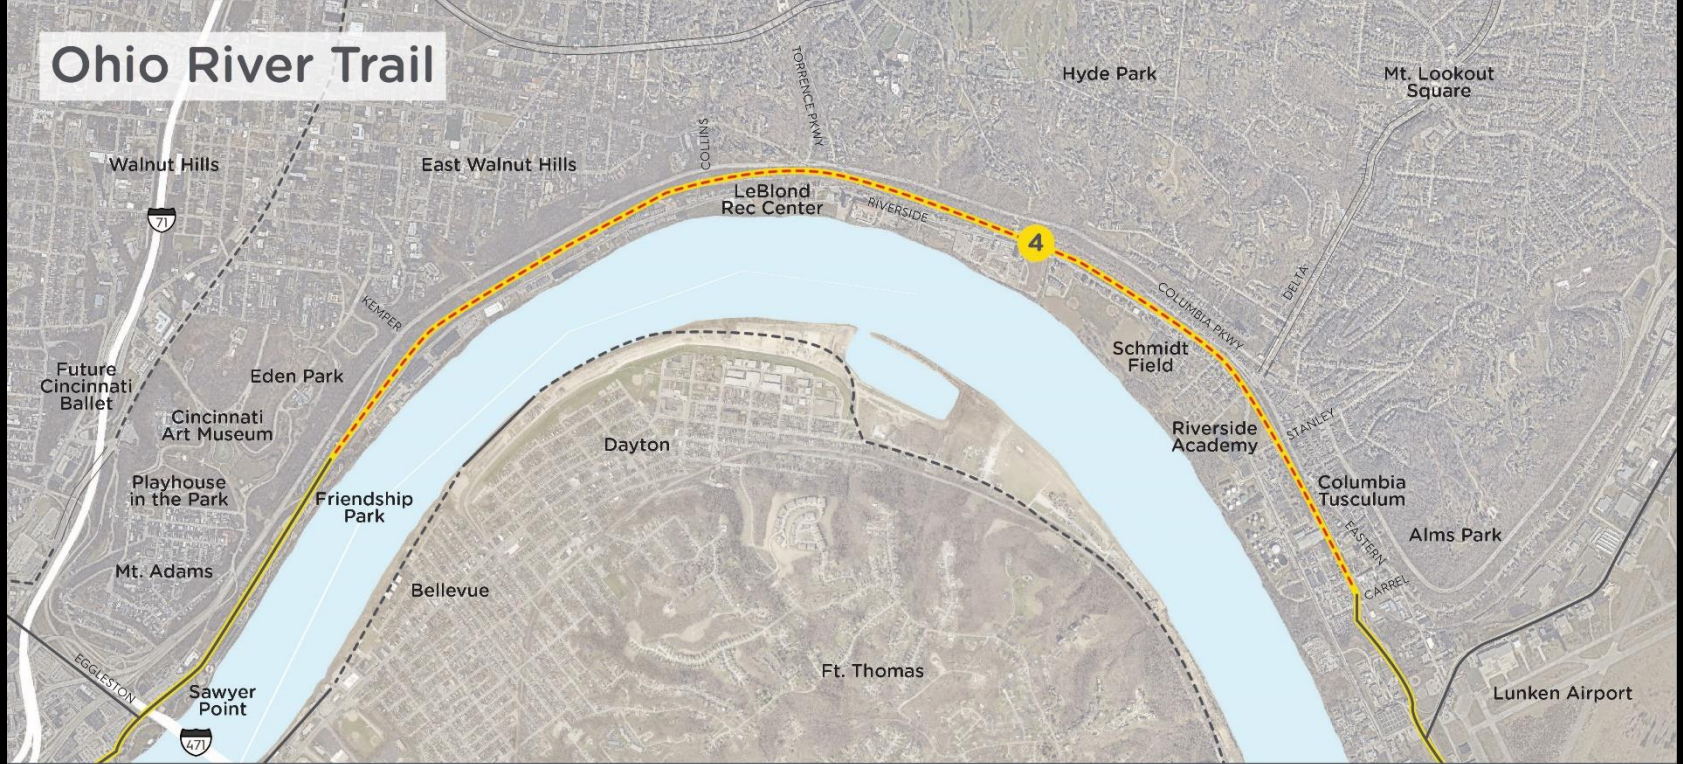 Ohio River Trail
Hyde Park
Mt. Lookout
Square
TORRENCE PKWY
COLLINS
Walnut Hills
East Walnut Hills
71
LeBlond
Rec Center
RIVERSIDE
4
DELTA
COLUMBIA PKWY
KEMPER
Schmidt
Field
Future
Cincinnati
Ballet
Eden Park
Cincinnati
Art Museum
STANLEY
Riverside
Academy
Dayton
Playhouse
in the Park
Friendship
Park
Columbia
Tusculum
EASTERN
Alms Park
Mt. Adams
Bellevue
CARREL
EGGLESTON
Sawyer
Point
Ft. Thomas
Lunken Airport
471